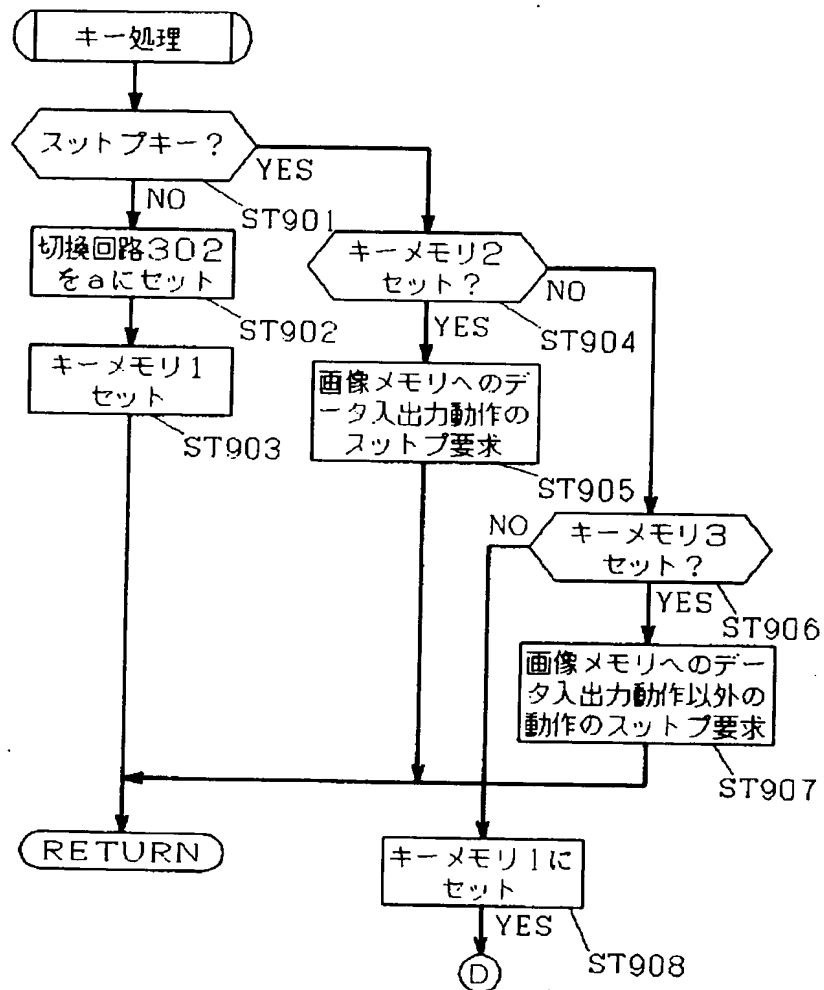 キー処理
スットプキー？
YES
NO
ST901
切換回路302
をaにセット
ST902
キーメモリ2
セット？
NO
YES
ST904
キーメモリ1
セット
ST903
画像メモリへのデ
ータ入出力動作の
スットプ要求
ST905
NO
キーメモリ3
セット？
YES
ST906
画像メモリへのデー
タ入出力動作以外の
動作のスットプ要求
ST907
RETURN
キーメモリ1に
セット
YES
ST908
D